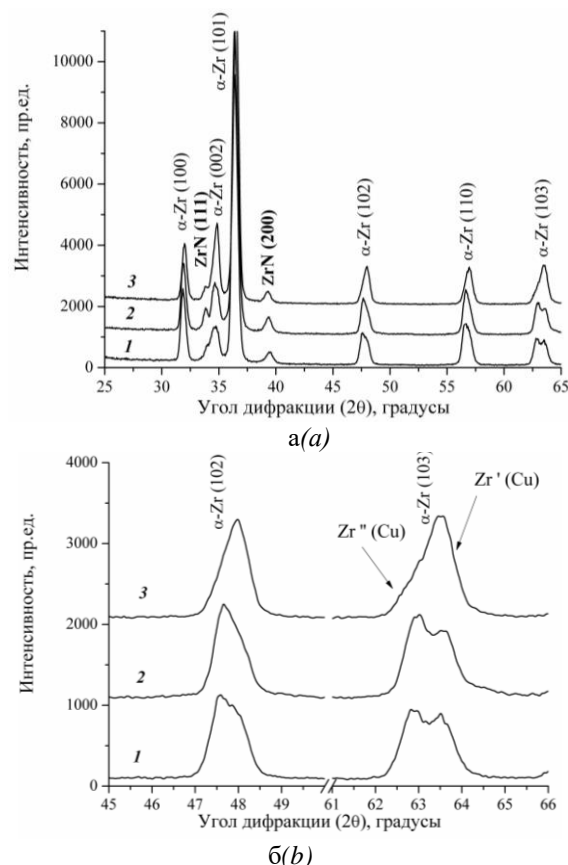 Интенсивность, пр.ед.
10000
8000
6000
4000
2000
0
α-Zr (100)
ZrN (111)
α-Zr (002)
α-Zr (101)
ZrN (200)
α-Zr (102)
α-Zr (110)
α-Zr (103)
3
2
1
25 30 35 40 45 50 55 60 65
Угол дифракции (2θ), градусы
а(a)
Интенсивность, пр.ед.
4000
3000
2000
1000
0
α-Zr (102)
α-Zr (103)
Zr ' (Cu)
Zr " (Cu)
3
2
1
45 46 47 48 49 50 61 62 63 64 65 66
Угол дифракции (2θ), градусы
б(b)